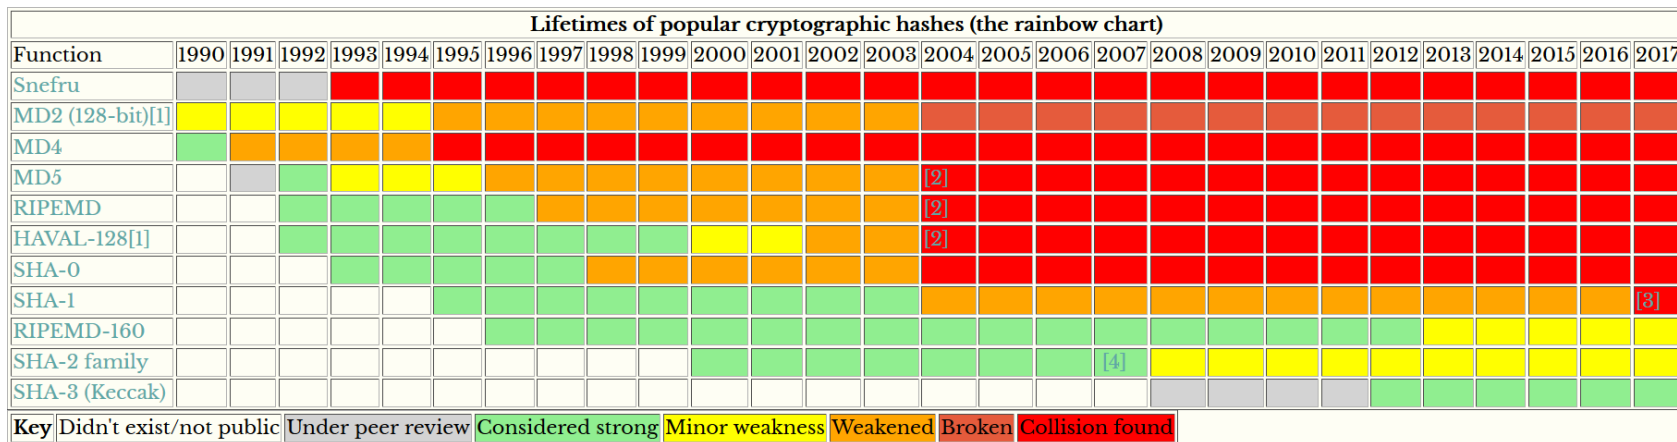 Lifetimes of popular cryptographic hashes (the rainbow chart)
Function 1990 1991 1992 1993 1994 1995 1996 1997 1998 1999 2000 2001 2002 2003 2004 2005 2006 2007 2008 2009 2010 2011 2012 2013 2014 2015 2016 2017
Snefru
MD2 (128-bit)[1]
MD4
MD5 [2]
RIPEMD [2]
HAVAL-128[1] [2]
SHA-0
SHA-1 [3]
RIPEMD-160
SHA-2 family [4]
SHA-3 (Keccak)
Key Didn't exist/not public Under peer review Considered strong Minor weakness Weakened Broken Collision found